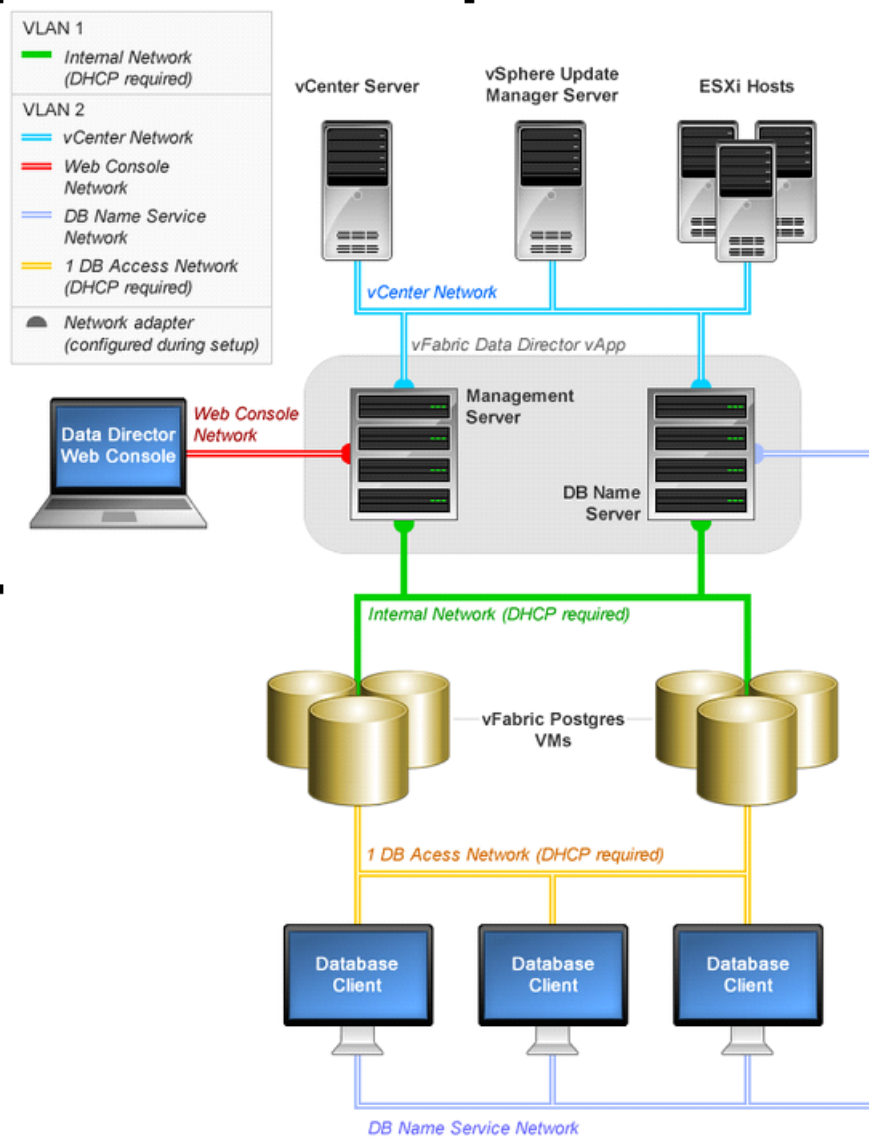 VLAN 1
Internal Network
(DHCP required)
VLAN 2
vCenter Network
Web Console
Network
DB Name Service
Network
1 DB Access Network
(DHCP required)
Network adapter
(configured during setup)
vCenter Server
vSphere Update
Manager Server
ESXi Hosts
vCenter Network
vFabric Data Director vApp
Data Director
Web Console
Web Console
Network
Management
Server
DB Name
Server
Internal Network (DHCP required)
vFabric Postgres
VMs
1 DB Acess Network (DHCP required)
Database
Client
Database
Client
Database
Client
DB Name Service Network